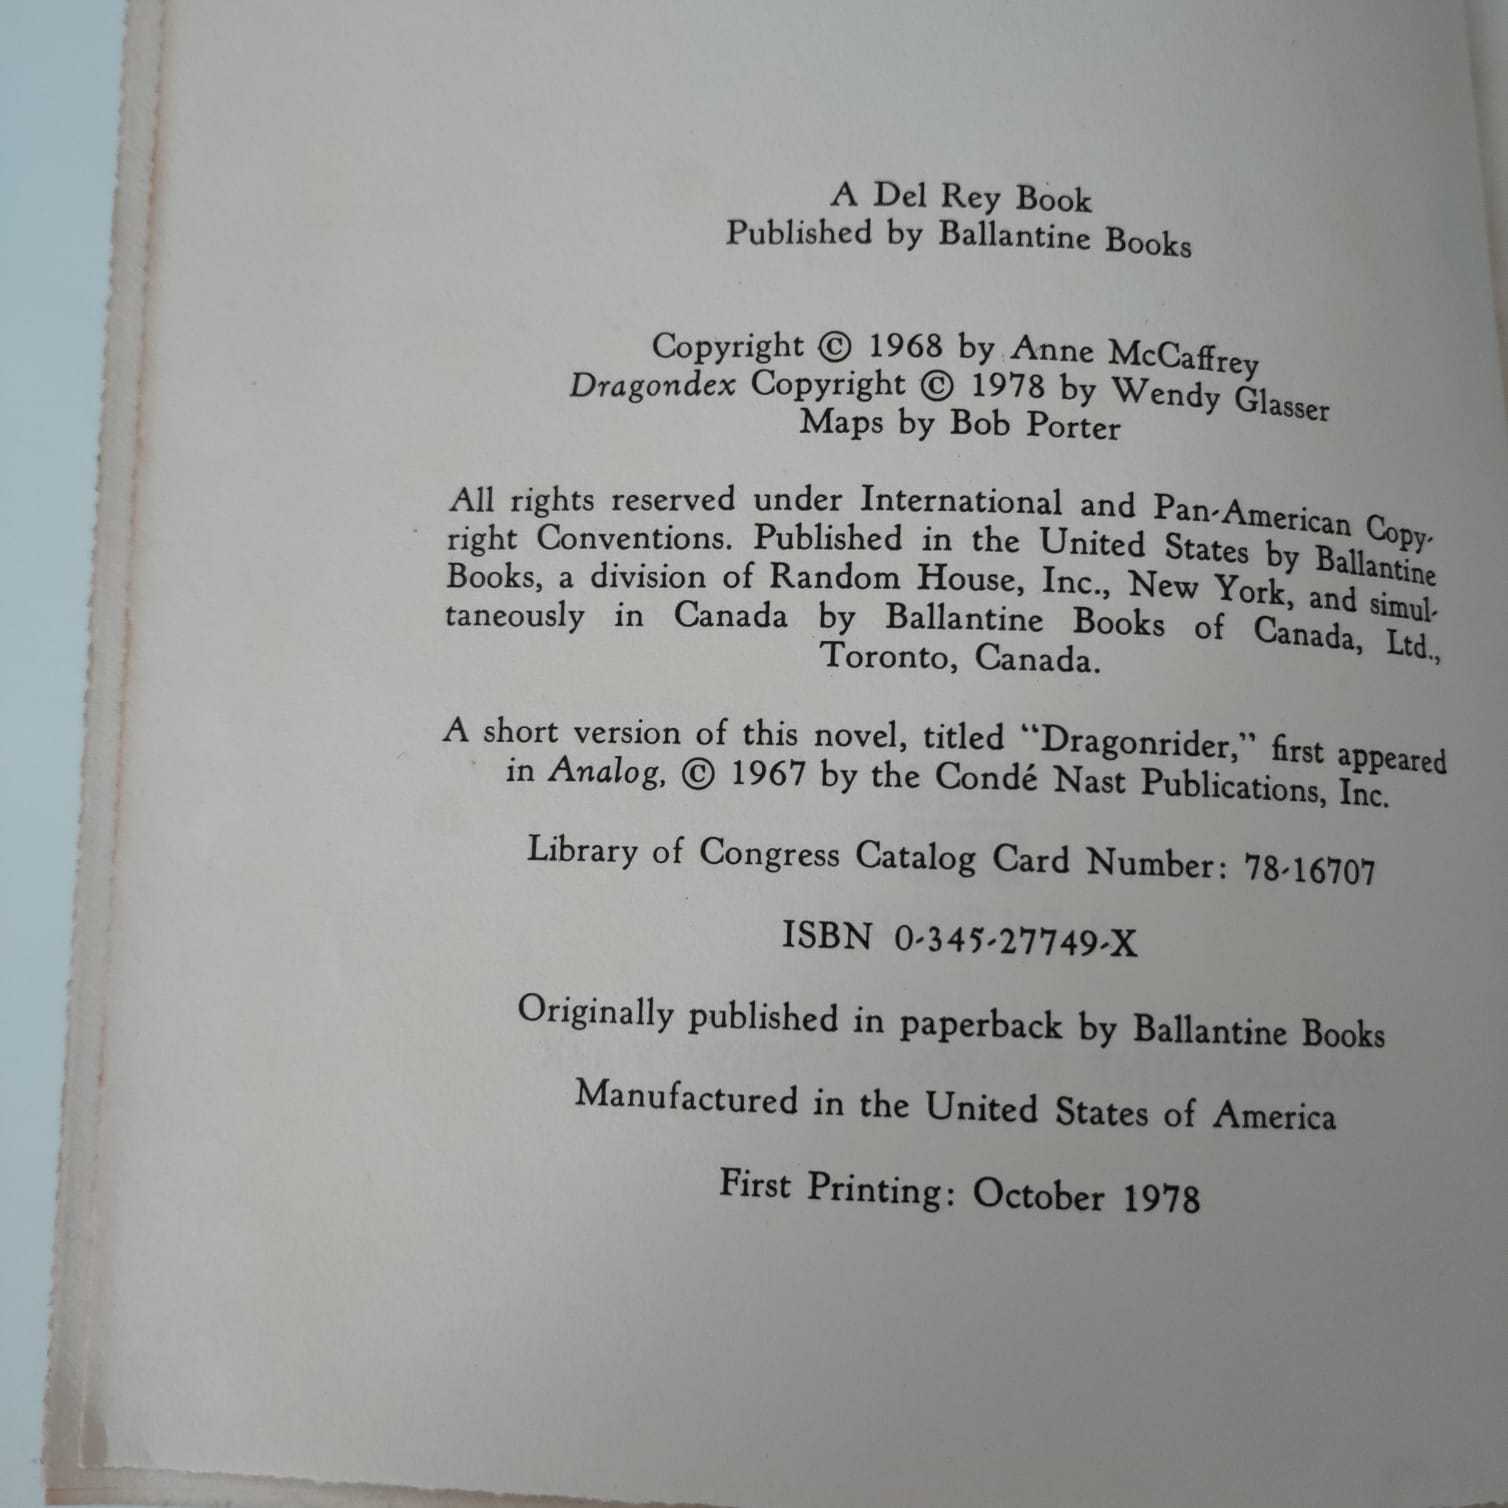 A Del Rey Book
Published by Ballantine Books
Copyright © 1968 by Anne McCaffrey
Dragondex Copyright © 1978 by Wendy Glasser
Maps by Bob Porter
All rights reserved under International and Pan-American Copy-
right Conventions. Published in the United States by Ballantine
Books, a division of Random House, Inc., New York, and simul-
taneously in Canada by Ballantine Books of Canada, Ltd.,
Toronto, Canada.
A short version of this novel, titled “Dragonrider,” first appeared
in Analog, © 1967 by the Condé Nast Publications, Inc.
Library of Congress Catalog Card Number: 78-16707
ISBN 0-345-27749-X
Originally published in paperback by Ballantine Books
Manufactured in the United States of America
First Printing: October 1978